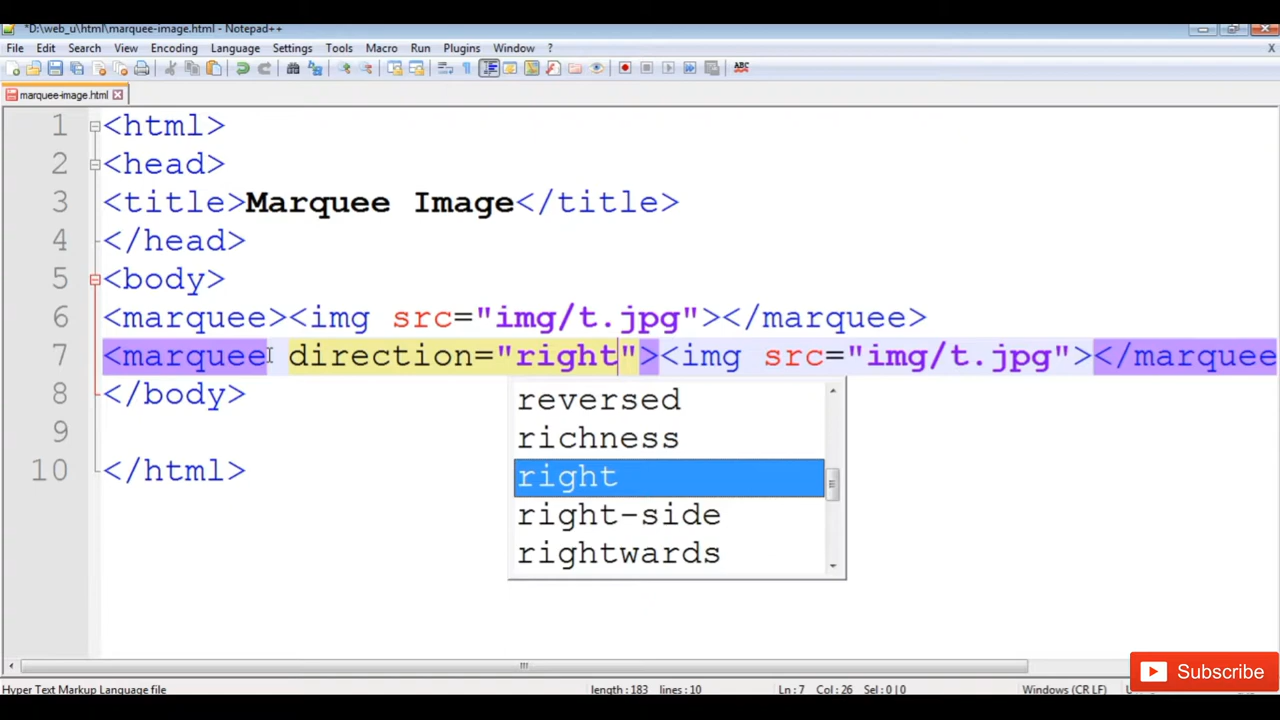 *D:\web_u\html\marquee-image.html - Notepad++
File Edit Search View Encoding Language Settings Tools Macro Run Plugins Window ? X
ABC
marquee-image.html
1 <html>
2 <head>
3 <title>Marquee Image</title>
4 </head>
5 <body>
6 <marquee><img src="img/t.jpg"></marquee>
7 <marquee direction="right"><img src="img/t.jpg"></marquee
8 </body>
9
10 </html>
reversed
richness
right
right-side
rightwards
Subscribe
Hyper Text Markup Language file length : 183 lines : 10 Ln : 7 Col : 26 Sel : 0 | 0 Windows (CR LF)